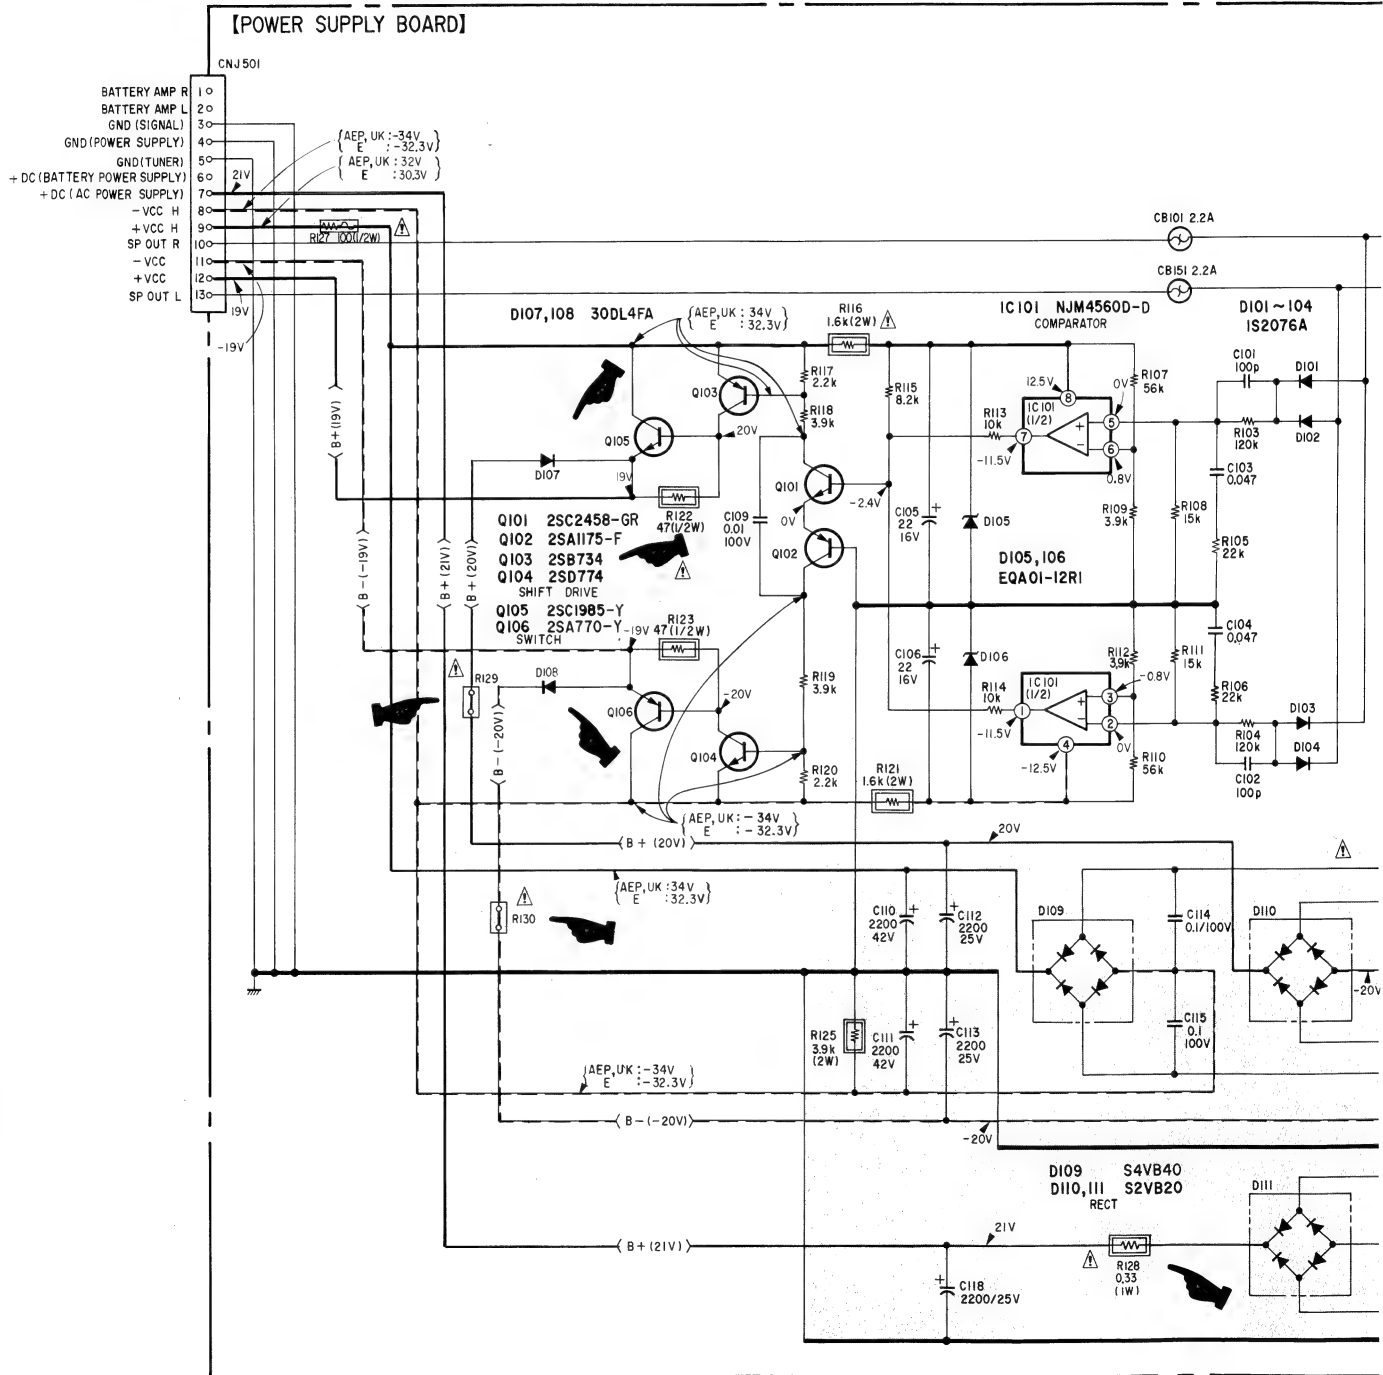 【POWER SUPPLY BOARD】
CNJ501
BATTERY AMP R 1
BATTERY AMP L 2
GND (SIGNAL) 3
GND (POWER SUPPLY) 4
GND (TUNER) 5
+DC (BATTERY POWER SUPPLY) 6
+DC (AC POWER SUPPLY) 7
-VCC H 8
+VCC H 9
SP OUT R 10
-VCC 11
+VCC 12
SP OUT L 13
21V
19V
-19V
{AEP, UK : -34V}
{E : -32.3V}
{AEP, UK : 32V}
{E : 30.3V}
R127 100(1/2W)
CB101 2.2A
CB151 2.2A
D107,108 30DL4FA
{AEP,UK : 34V}
{E : 32.3V}
R116
1.6k(2W)
IC101 NJM4560D-D
COMPARATOR
D101~104
1S2076A
C101
100p
D101
D102
R103
120k
C103
0.047
R105
22k
R107
56k
0V
12.5V
8
IC101
(1/2)
+
-
5
6
7
0.8V
-11.5V
R113
10k
R115
8.2k
R117
2.2k
R118
3.9k
Q103
Q105
20V
D107
19V
R122
47(1/2W)
C109
0.01
100V
Q101
0V
Q102
-2.4V
C105
22
16V
D105
R109
3.9k
R108
15k
D105,106
EQA01-12R1
Q101 2SC2458-GR
Q102 2SA1175-F
Q103 2SB734
Q104 2SD774
SHIFT DRIVE
Q105 2SC1985-Y
Q106 2SA770-Y
SWITCH
B+(19V)
B-(-19V)
B+(21V)
B+(20V)
-19V
R123
47(1/2W)
R129
D108
B-(-20V)
Q106
-20V
Q104
R119
3.9k
R120
2.2k
C106
22
16V
D106
R112
3.9k
R111
15k
C104
0.047
R106
22k
R114
10k
IC101
(1/2)
+
-
3
2
1
4
-0.8V
0V
-11.5V
-12.5V
R110
56k
R104
120k
C102
100p
D103
D104
R121
1.6k(2W)
{AEP,UK : -34V}
{E : -32.3V}
B+(20V)
20V
{AEP,UK : 34V}
{E : 32.3V}
R130
C110
2200
42V
C112
2200
25V
D109
C114
0.1/100V
D110
-20V
R125
3.9k
(2W)
C111
2200
42V
C113
2200
25V
C115
0.1
100V
{AEP,UK : -34V}
{E : -32.3V}
B-(-20V)
-20V
D109 S4VB40
D110,111 S2VB20
RECT
D111
B+(21V)
21V
R128
0.33
(1W)
C118
2200/25V